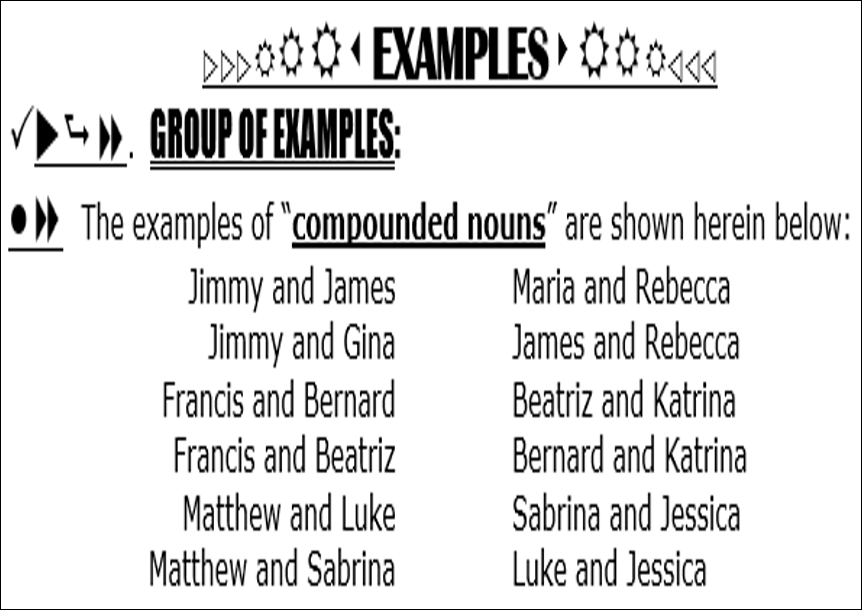 EXAMPLES
GROUP OF EXAMPLES:
The examples of “compounded nouns” are shown herein below:
Jimmy and James Maria and Rebecca
Jimmy and Gina James and Rebecca
Francis and Bernard Beatriz and Katrina
Francis and Beatriz Bernard and Katrina
Matthew and Luke Sabrina and Jessica
Matthew and Sabrina Luke and Jessica